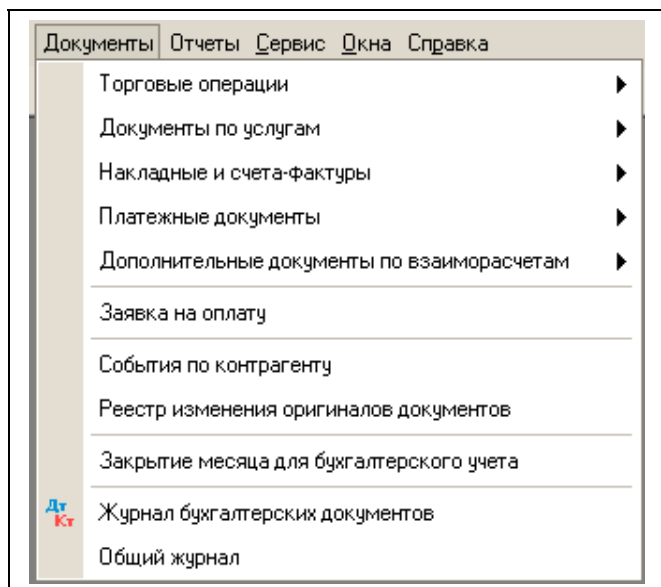 Документы Отчеты Сервис Окна Справка
Торговые операции
Документы по услугам
Накладные и счета-фактуры
Платежные документы
Дополнительные документы по взаиморасчетам
Заявка на оплату
События по контрагенту
Реестр изменения оригиналов документов
Закрытие месяца для бухгалтерского учета
Дт
Кт
Журнал бухгалтерских документов
Общий журнал